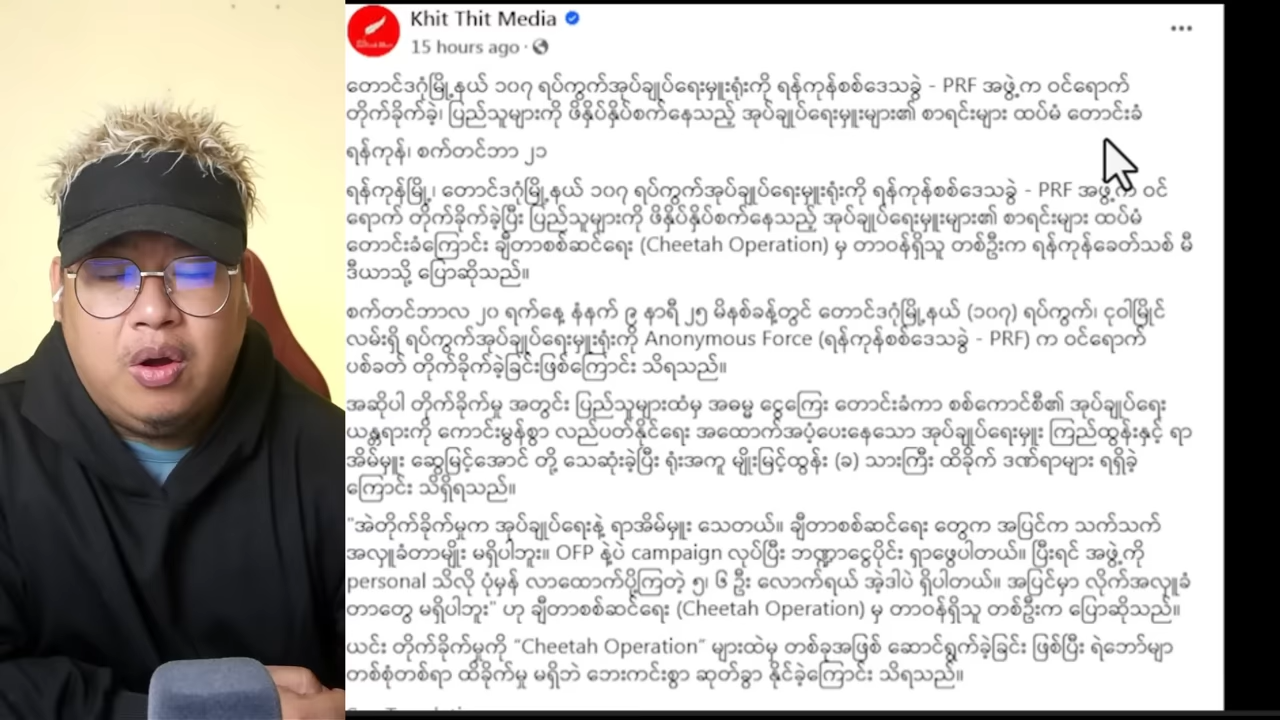 Khit Thit Media
15 hours ago ·
တောင်ဒဂုံမြို့နယ် ၁၀၇ ရပ်ကွက်အုပ်ချုပ်ရေးမှူးရုံးကို ရန်ကုန်စစ်ဒေသခွဲ - PRF အဖွဲ့က ဝင်ရောက်
တိုက်ခိုက်ခဲ့၊ ပြည်သူများကို ဖိနှိပ်နှိပ်စက်နေသည့် အုပ်ချုပ်ရေးမှူးများ၏ စာရင်းများ ထပ်မံ တောင်းခံ
ရန်ကုန်၊ စက်တင်ဘာ ၂၁
ရန်ကုန်မြို့၊ တောင်ဒဂုံမြို့နယ် ၁၀၇ ရပ်ကွက်အုပ်ချုပ်ရေးမှူးရုံးကို ရန်ကုန်စစ်ဒေသခွဲ - PRF အဖွဲ့က ဝင်
ရောက် တိုက်ခိုက်ခဲ့ပြီး ပြည်သူများကို ဖိနှိပ်နှိပ်စက်နေသည့် အုပ်ချုပ်ရေးမှူးများ၏ စာရင်းများ ထပ်မံ
တောင်းခံကြောင်း ချီတာစစ်ဆင်ရေး (Cheetah Operation) မှ တာဝန်ရှိသူ တစ်ဦးက ရန်ကုန်ခေတ်သစ် မီ
ဒီယာသို့ ပြောဆိုသည်။
စက်တင်ဘာလ ၂၀ ရက်နေ့ နံနက် ၉ နာရီ ၂၅ မိနစ်ခန့်တွင် တောင်ဒဂုံမြို့နယ် (၁၀၇) ရပ်ကွက်၊ ငုဝါမြိုင်
လမ်းရှိ ရပ်ကွက်အုပ်ချုပ်ရေးမှူးရုံးကို Anonymous Force (ရန်ကုန်စစ်ဒေသခွဲ - PRF) က ဝင်ရောက်
ပစ်ခတ် တိုက်ခိုက်ခဲ့ခြင်းဖြစ်ကြောင်း သိရသည်။
အဆိုပါ တိုက်ခိုက်မှု အတွင်း ပြည်သူများထံမှ အဓမ္မ ငွေကြေး တောင်းခံကာ စစ်ကောင်စီ၏ အုပ်ချုပ်ရေး
ယန္တရားကို ကောင်းမွန်စွာ လည်ပတ်နိုင်ရေး အထောက်အပံ့ပေးနေသော အုပ်ချုပ်ရေးမှူး ကြည်ထွန်းနှင့် ရာ
အိမ်မှူး ဆွေမြင့်အောင် တို့ သေဆုံးခဲ့ပြီး ရုံးအကူ မျိုးမြင့်ထွန်း (ခ) သားကြီး ထိခိုက် ဒဏ်ရာများ ရရှိခဲ့
ကြောင်း သိရှိရသည်။
"အဲတိုက်ခိုက်မှုက အုပ်ချုပ်ရေးနဲ့ ရာအိမ်မှူး သေတယ်။ ချီတာစစ်ဆင်ရေး တွေက အပြင်က သက်သက်
အလှူခံတာမျိုး မရှိပါဘူး။ OFP နဲ့ပဲ campaign လုပ်ပြီး ဘဏ္ဍာငွေပိုင်း ရှာဖွေပါတယ်။ ပြီးရင် အဖွဲ့ကို
personal သိလို ပုံမှန် လာထောက်ပို့ကြတဲ့ ၅၊ ၆ ဦး လောက်ရယ် အဲ့ဒါပဲ ရှိပါတယ်။ အပြင်မှာ လိုက်အလှူခံ
တာတွေ မရှိပါဘူး" ဟု ချီတာစစ်ဆင်ရေး (Cheetah Operation) မှ တာဝန်ရှိသူ တစ်ဦးက ပြောဆိုသည်။
ယင်း တိုက်ခိုက်မှုကို "Cheetah Operation" များထဲမှ တစ်ခုအဖြစ် ဆောင်ရွက်ခဲ့ခြင်း ဖြစ်ပြီး ရဲဘော်မျာ
တစ်စုံတစ်ရာ ထိခိုက်မှု မရှိဘဲ ဘေးကင်းစွာ ဆုတ်ခွာ နိုင်ခဲ့ကြောင်း သိရသည်။